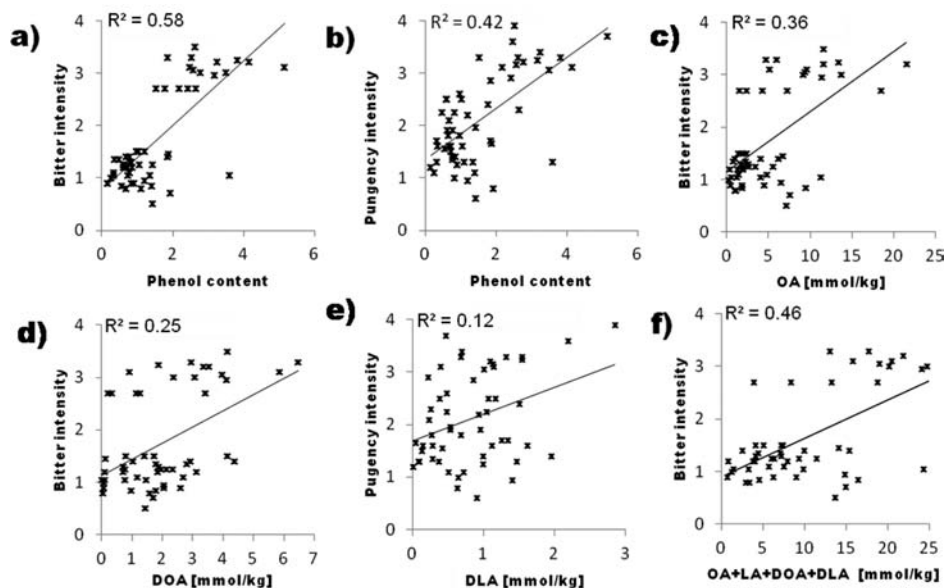 a)
R² = 0.58
Bitter intensity
4
3
2
1
0
0 2 4 6
Phenol content
b)
R² = 0.42
Pungency intensity
4
3
2
1
0
0 2 4 6
Phenol content
c)
R² = 0.36
Bitter intensity
4
3
2
1
0
0 5 10 15 20 25
OA [mmol/kg]
d)
R² = 0.25
Bitter intensity
4
3
2
1
0
0 1 2 3 4 5 6 7
DOA [mmol/kg]
e)
R² = 0.12
Pugency intensity
4
3
2
1
0
0 1 2 3
DLA [mmol/kg]
f)
R² = 0.46
Bitter intensity
4
3
2
1
0
0 5 10 15 20 25
OA+LA+DOA+DLA [mmol/kg]